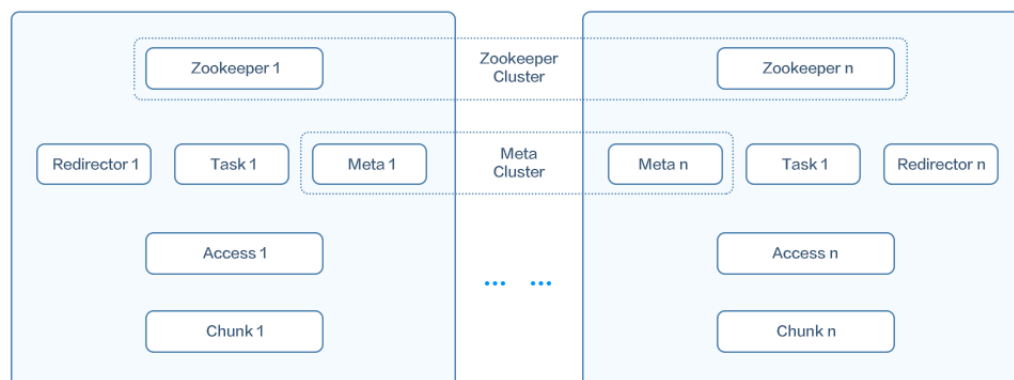 Zookeeper 1
Zookeeper
Cluster
Zookeeper n
Redirector 1
Task 1
Meta 1
Meta
Cluster
Meta n
Task 1
Redirector n
Access 1
Access n
... ...
Chunk 1
Chunk n